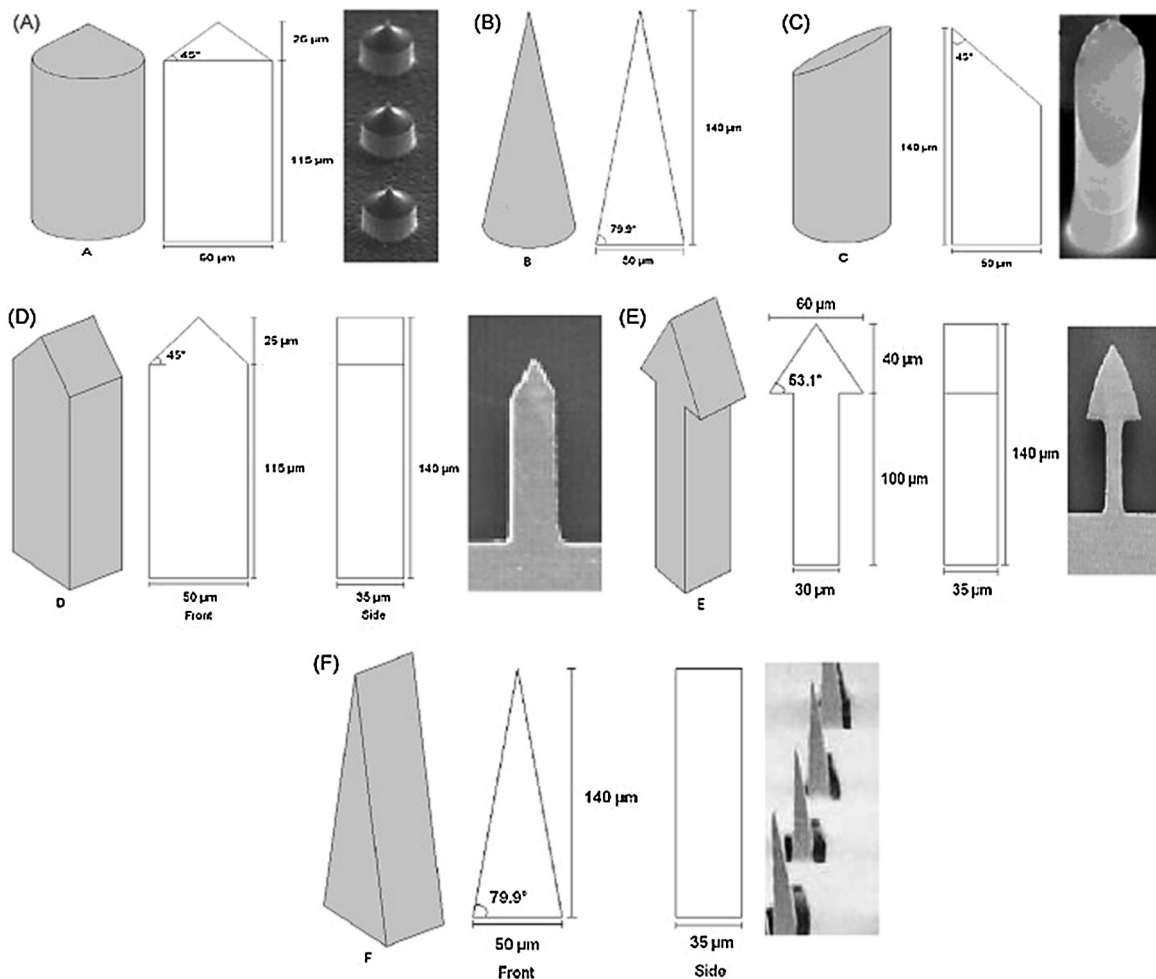 (A)
45°
25 µm
115 µm
50 µm
A
(B)
140 µm
79.9°
50 µm
B
(C)
45°
140 µm
50 µm
C
(D)
45°
25 µm
115 µm
140 µm
50 µm
35 µm
Front
Side
D
(E)
60 µm
53.1°
40 µm
100 µm
140 µm
30 µm
35 µm
E
(F)
140 µm
79.9°
50 µm
35 µm
Front
Side
F